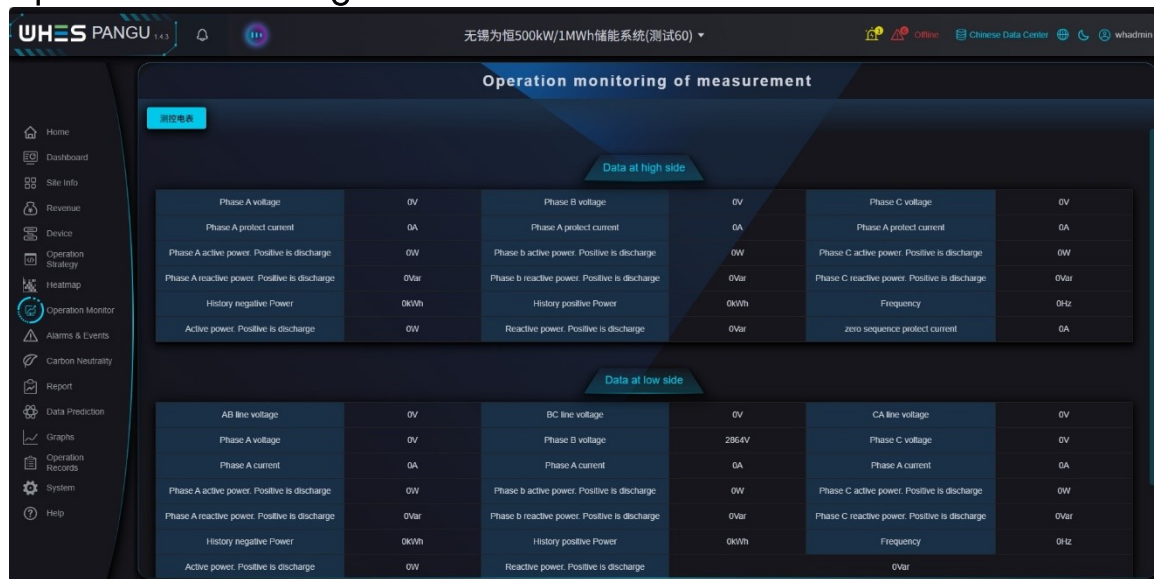 WHES PANGU 1.4.3
无锡为恒500kW/1MWh储能系统(测试60)
Offline
Chinese Data Center
whadmin
Operation monitoring of measurement
测控电表
Home
Dashboard
Site Info
Revenue
Device
Operation
Strategy
Heatmap
Operation Monitor
Alarms & Events
Carbon Neutrality
Report
Data Prediction
Graphs
Operation
Records
System
Help
Data at high side
Phase A voltage 0V Phase B voltage 0V Phase C voltage 0V
Phase A protect current 0A Phase A protect current 0A Phase A protect current 0A
Phase A active power. Positive is discharge 0W Phase b active power. Positive is discharge 0W Phase C active power. Positive is discharge 0W
Phase A reactive power. Positive is discharge 0Var Phase b reactive power. Positive is discharge 0Var Phase C reactive power. Positive is discharge 0Var
History negative Power 0kWh History positive Power 0kWh Frequency 0Hz
Active power. Positive is discharge 0W Reactive power. Positive is discharge 0Var zero sequence protect current 0A
Data at low side
AB line voltage 0V BC line voltage 0V CA line voltage 0V
Phase A voltage 0V Phase B voltage 2864V Phase C voltage 0V
Phase A current 0A Phase A current 0A Phase A current 0A
Phase A active power. Positive is discharge 0W Phase b active power. Positive is discharge 0W Phase C active power. Positive is discharge 0W
Phase A reactive power. Positive is discharge 0Var Phase b reactive power. Positive is discharge 0Var Phase C reactive power. Positive is discharge 0Var
History negative Power 0kWh History positive Power 0kWh Frequency 0Hz
Active power. Positive is discharge 0W Reactive power. Positive is discharge 0Var